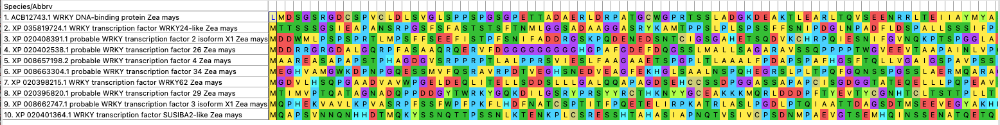 Species/Abbrv
1. ACB12743.1 WRKY DNA-binding protein Zea mays L M D S G S R G D C S P V C L D L S V G L S P P S P G S G P E T T A D A E R L D R P A T G C W G P R T S S L A D G K D E A K T L E A R L T Q V S E E N R R L T E I I A Y M Y A
2. XP 035819724.1 WRKY transcription factor WRKY24-like Zea mays M T T S S S G S I E A P A N S R P G S F S F A S T S T S F T N M L G G S A D A A G G A S R Y K A M T P P S L P L S P S S F F S N I P D G L N P A D F L D S P A L L S S S I F P
3. XP 020408391.1 probable WRKY transcription factor 2 isoform X1 Zea mays M D D W M L P S P S P R T L M S P F F S E E F I S T P F S N I F A D D R G S K P Q D E N E D S N T C I G S G A H E T S Q D V K C H R P Q I E S N I F G V N Q K P T S P G G L A
4. XP 020402538.1 probable WRKY transcription factor 26 Zea mays M D D R R G R G D A L G Q R P F A S A A Q R Q E R V F D G G G G G G G G G H G P A F G D E F D Q G S S L M A L L S A G A R A V S S Q P P P P T W G V E E V T A A P A I N L V P
5. XP 008657198.2 probable WRKY transcription factor 4 Zea mays M A A R E A S A P A P S T P H A G D G V S R P P R P T L A L P P R S V I E S L F A A G A A E T S P G P L T L A A A L F P D A P S P A F H G S F T Q L L V G A I G S P A V P S S
6. XP 008663304.1 probable WRKY transcription factor 34 Zea mays M E G H V A M G W K D P N P G Q E S S M V F Q S R A V R P D T V E G H S N E D V E A G F E K H G L S A A L N S P Q H E G R S L P L T P Q F G Q N S S P G S S L A E R M Q A R A
7. XP 020398215.1 WRKY transcription factor WRKY62 Zea mays M G D V L H S Q P G A A D V A V W P G E L D E Q L I T E L L S D D S L L L G A L Q Q A P A G D S E H C C S S D P G G A S S A P A P C I S G D G G T A T E Q E L L L P Q P E A V
8. XP 020395820.1 probable WRKY transcription factor 29 Zea mays M T I M V P T Q A T A G N A D Q P P D D G Y T W R K Y G Q K D I L G S R Y P R S Y Y R C T H K N Y Y G C E A K K K M Q R L D D D P F T Y E V T Y C G N H T C L T S T T P L L T
9. XP 008662747.1 probable WRKY transcription factor 3 isoform X1 Zea mays M Q P H E K V A V L K P V A S R P F S S F W P F P K F L H D F N A T C S P T I T F P Q E T E L I R P K A T R L A S L P G D L P T Q I A A T T D A G S D T M S E E V E G Y A K H
10. XP 020401364.1 WRKY transcription factor SUSIBA2-like Zea mays M Q A P S V N N Q N H H D T M Q K Y S S N Q T T P S S N L K T E N K P L C S R E S S H T A H A S I A P N Q T V S I V C P S D N M P A E V G T S E M H Q I N S S E N A T Q E T Q